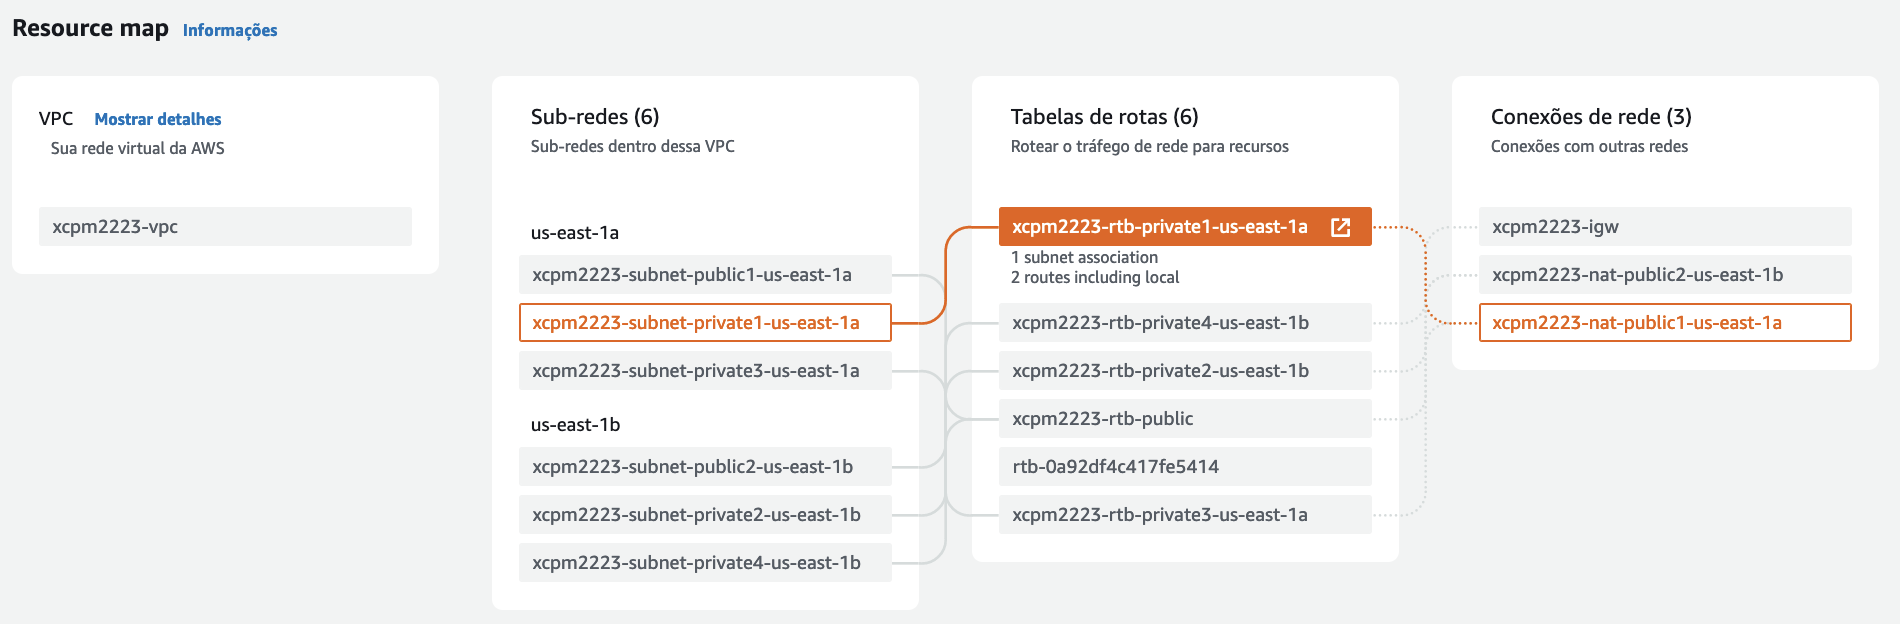 Resource map Informações
VPC Mostrar detalhes
Sua rede virtual da AWS
xcpm2223-vpc
Sub-redes (6)
Sub-redes dentro dessa VPC
us-east-1a
xcpm2223-subnet-public1-us-east-1a
xcpm2223-subnet-private1-us-east-1a
xcpm2223-subnet-private3-us-east-1a
us-east-1b
xcpm2223-subnet-public2-us-east-1b
xcpm2223-subnet-private2-us-east-1b
xcpm2223-subnet-private4-us-east-1b
Tabelas de rotas (6)
Rotear o tráfego de rede para recursos
xcpm2223-rtb-private1-us-east-1a
1 subnet association
2 routes including local
xcpm2223-rtb-private4-us-east-1b
xcpm2223-rtb-private2-us-east-1b
xcpm2223-rtb-public
rtb-0a92df4c417fe5414
xcpm2223-rtb-private3-us-east-1a
Conexões de rede (3)
Conexões com outras redes
xcpm2223-igw
xcpm2223-nat-public2-us-east-1b
xcpm2223-nat-public1-us-east-1a